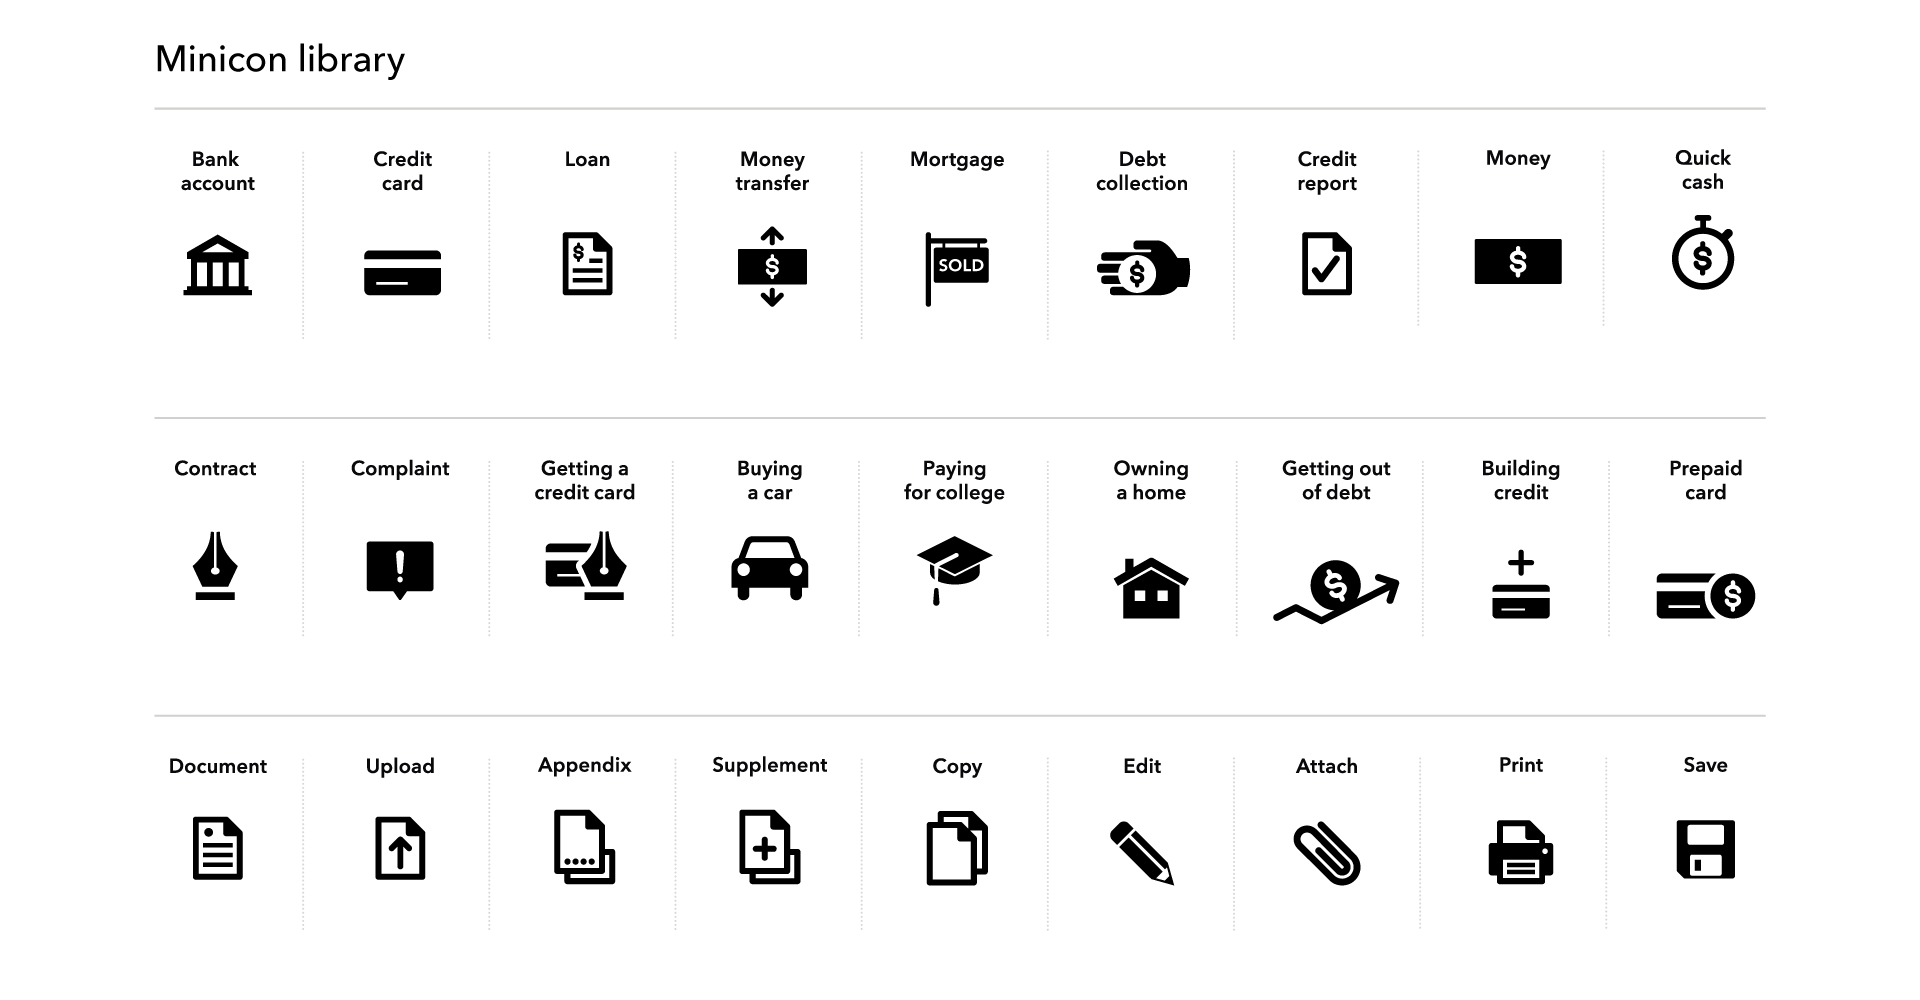 Minicon library
Bank
account
Credit
card
Loan
Money
transfer
Mortgage
Debt
collection
Credit
report
Money
Quick
cash
$
$
SOLD
$
$
$
Contract
Complaint
Getting a
credit card
Buying
a car
Paying
for college
Owning
a home
Getting out
of debt
Building
credit
Prepaid
card
!
$
+
$
Document
Upload
Appendix
Supplement
Copy
Edit
Attach
Print
Save
+